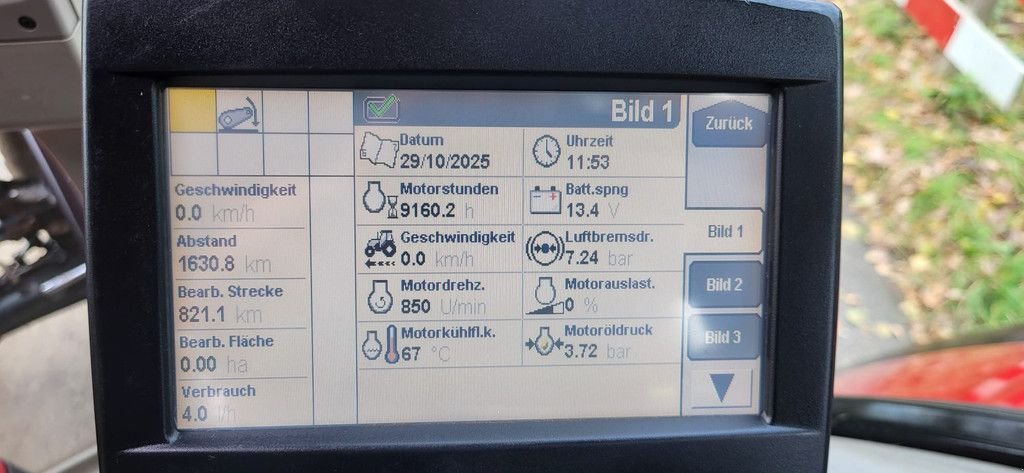 Bild 1
Zurück
Datum
29/10/2025
Uhrzeit
11:53
Geschwindigkeit
0.0 km/h
Motorstunden
9160.2 h
Batt.spng
13.4 V
Bild 1
Abstand
1630.8 km
Geschwindigkeit
0.0 km/h
Luftbremsdr.
7.24 bar
Bearb. Strecke
821.1 km
Motordrehz.
850 U/min
Motorauslast.
0 %
Bild 2
Bearb. Fläche
0.00 ha
Motorkühlfl.k.
67 °C
Motoröldruck
3.72 bar
Bild 3
Verbrauch
4.0 l/h